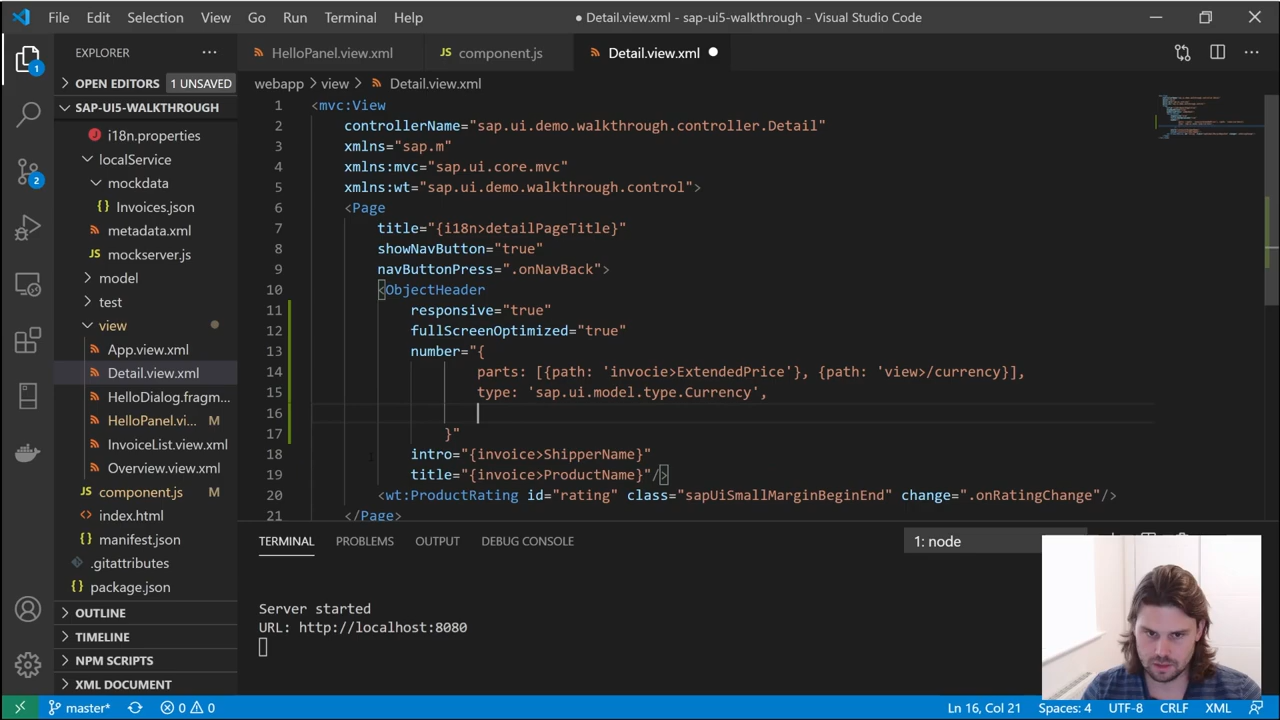 File Edit Selection View Go Run Terminal Help
● Detail.view.xml - sap-ui5-walkthrough - Visual Studio Code
EXPLORER
HelloPanel.view.xml
JS component.js
Detail.view.xml
OPEN EDITORS 1 UNSAVED
webapp > view > Detail.view.xml
SAP-UI5-WALKTHROUGH
i18n.properties
localService
mockdata
{} Invoices.json
metadata.xml
JS mockserver.js
model
test
view
App.view.xml
Detail.view.xml
HelloDialog.fragm...
HelloPanel.vi... M
InvoiceList.view.xml
Overview.view.xml
JS component.js M
<> index.html
{} manifest.json
.gitattributes
{} package.json
OUTLINE
TIMELINE
NPM SCRIPTS
XML DOCUMENT
1
2
1 <mvc:View
2 controllerName="sap.ui.demo.walkthrough.controller.Detail"
3 xmlns="sap.m"
4 xmlns:mvc="sap.ui.core.mvc"
5 xmlns:wt="sap.ui.demo.walkthrough.control">
6 <Page
7 title="{i18n>detailPageTitle}"
8 showNavButton="true"
9 navButtonPress=".onNavBack">
10 <ObjectHeader
11 responsive="true"
12 fullScreenOptimized="true"
13 number="{
14 parts: [{path: 'invocie>ExtendedPrice'}, {path: 'view>/currency}],
15 type: 'sap.ui.model.type.Currency',
16
17 }"
18 intro="{invoice>ShipperName}"
19 title="{invoice>ProductName}"/>
20 <wt:ProductRating id="rating" class="sapUiSmallMarginBeginEnd" change=".onRatingChange"/>
21 </Page>
TERMINAL PROBLEMS OUTPUT DEBUG CONSOLE
1: node
Server started
URL: http://localhost:8080
master* 0 0
Ln 16, Col 21 Spaces: 4 UTF-8 CRLF XML